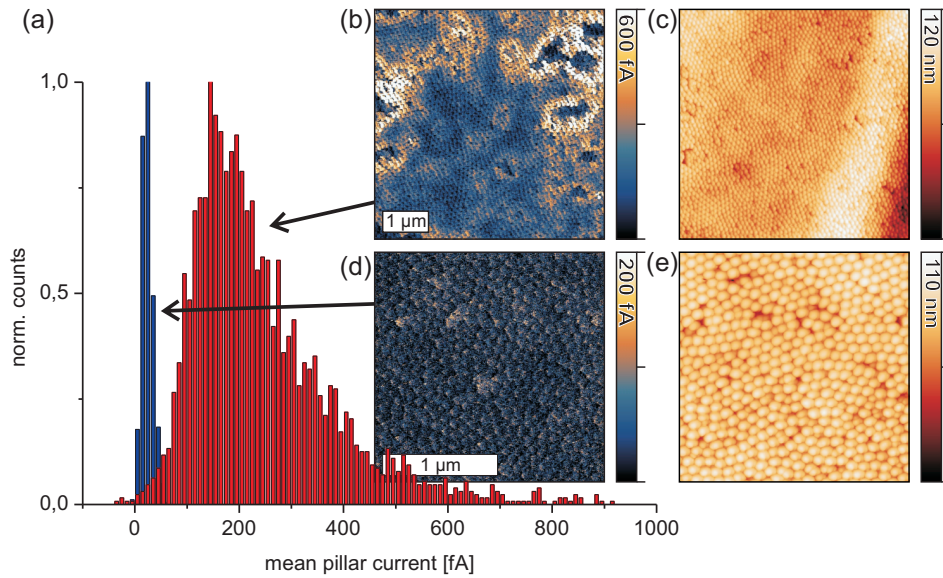 (a)
(b)
(c)
600 fA
120 nm
1,0
1 µm
(d)
(e)
200 fA
110 nm
norm. counts
0,5
1 µm
0,0
0
200
400
600
800
1000
mean pillar current [fA]